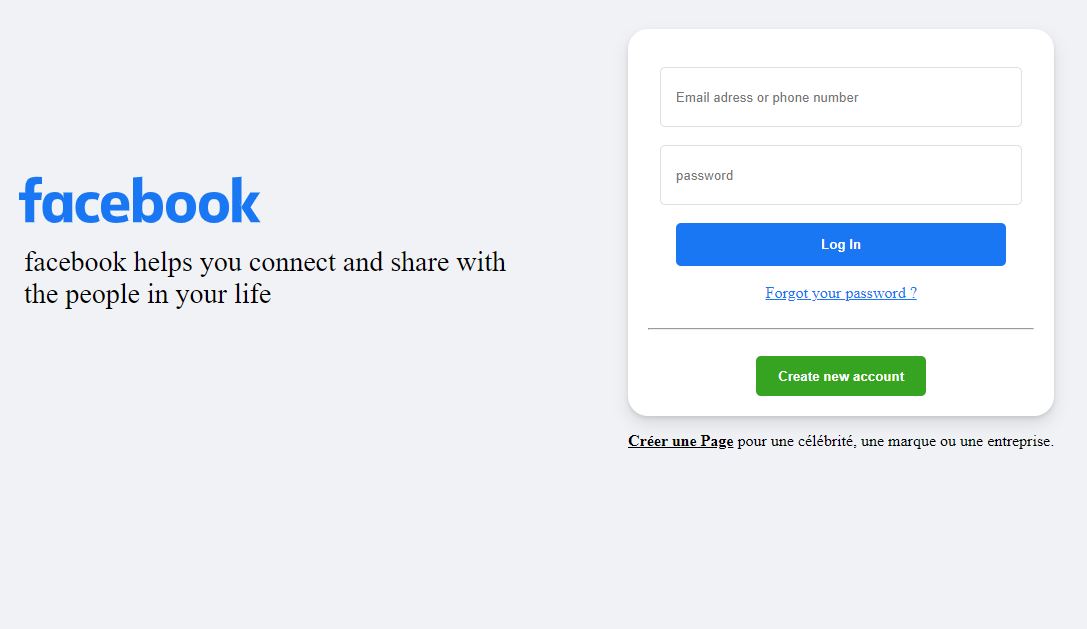 facebook
facebook helps you connect and share with
the people in your life
Email adress or phone number
password
Log In
Forgot your password ?
Create new account
Créer une Page pour une célébrité, une marque ou une entreprise.